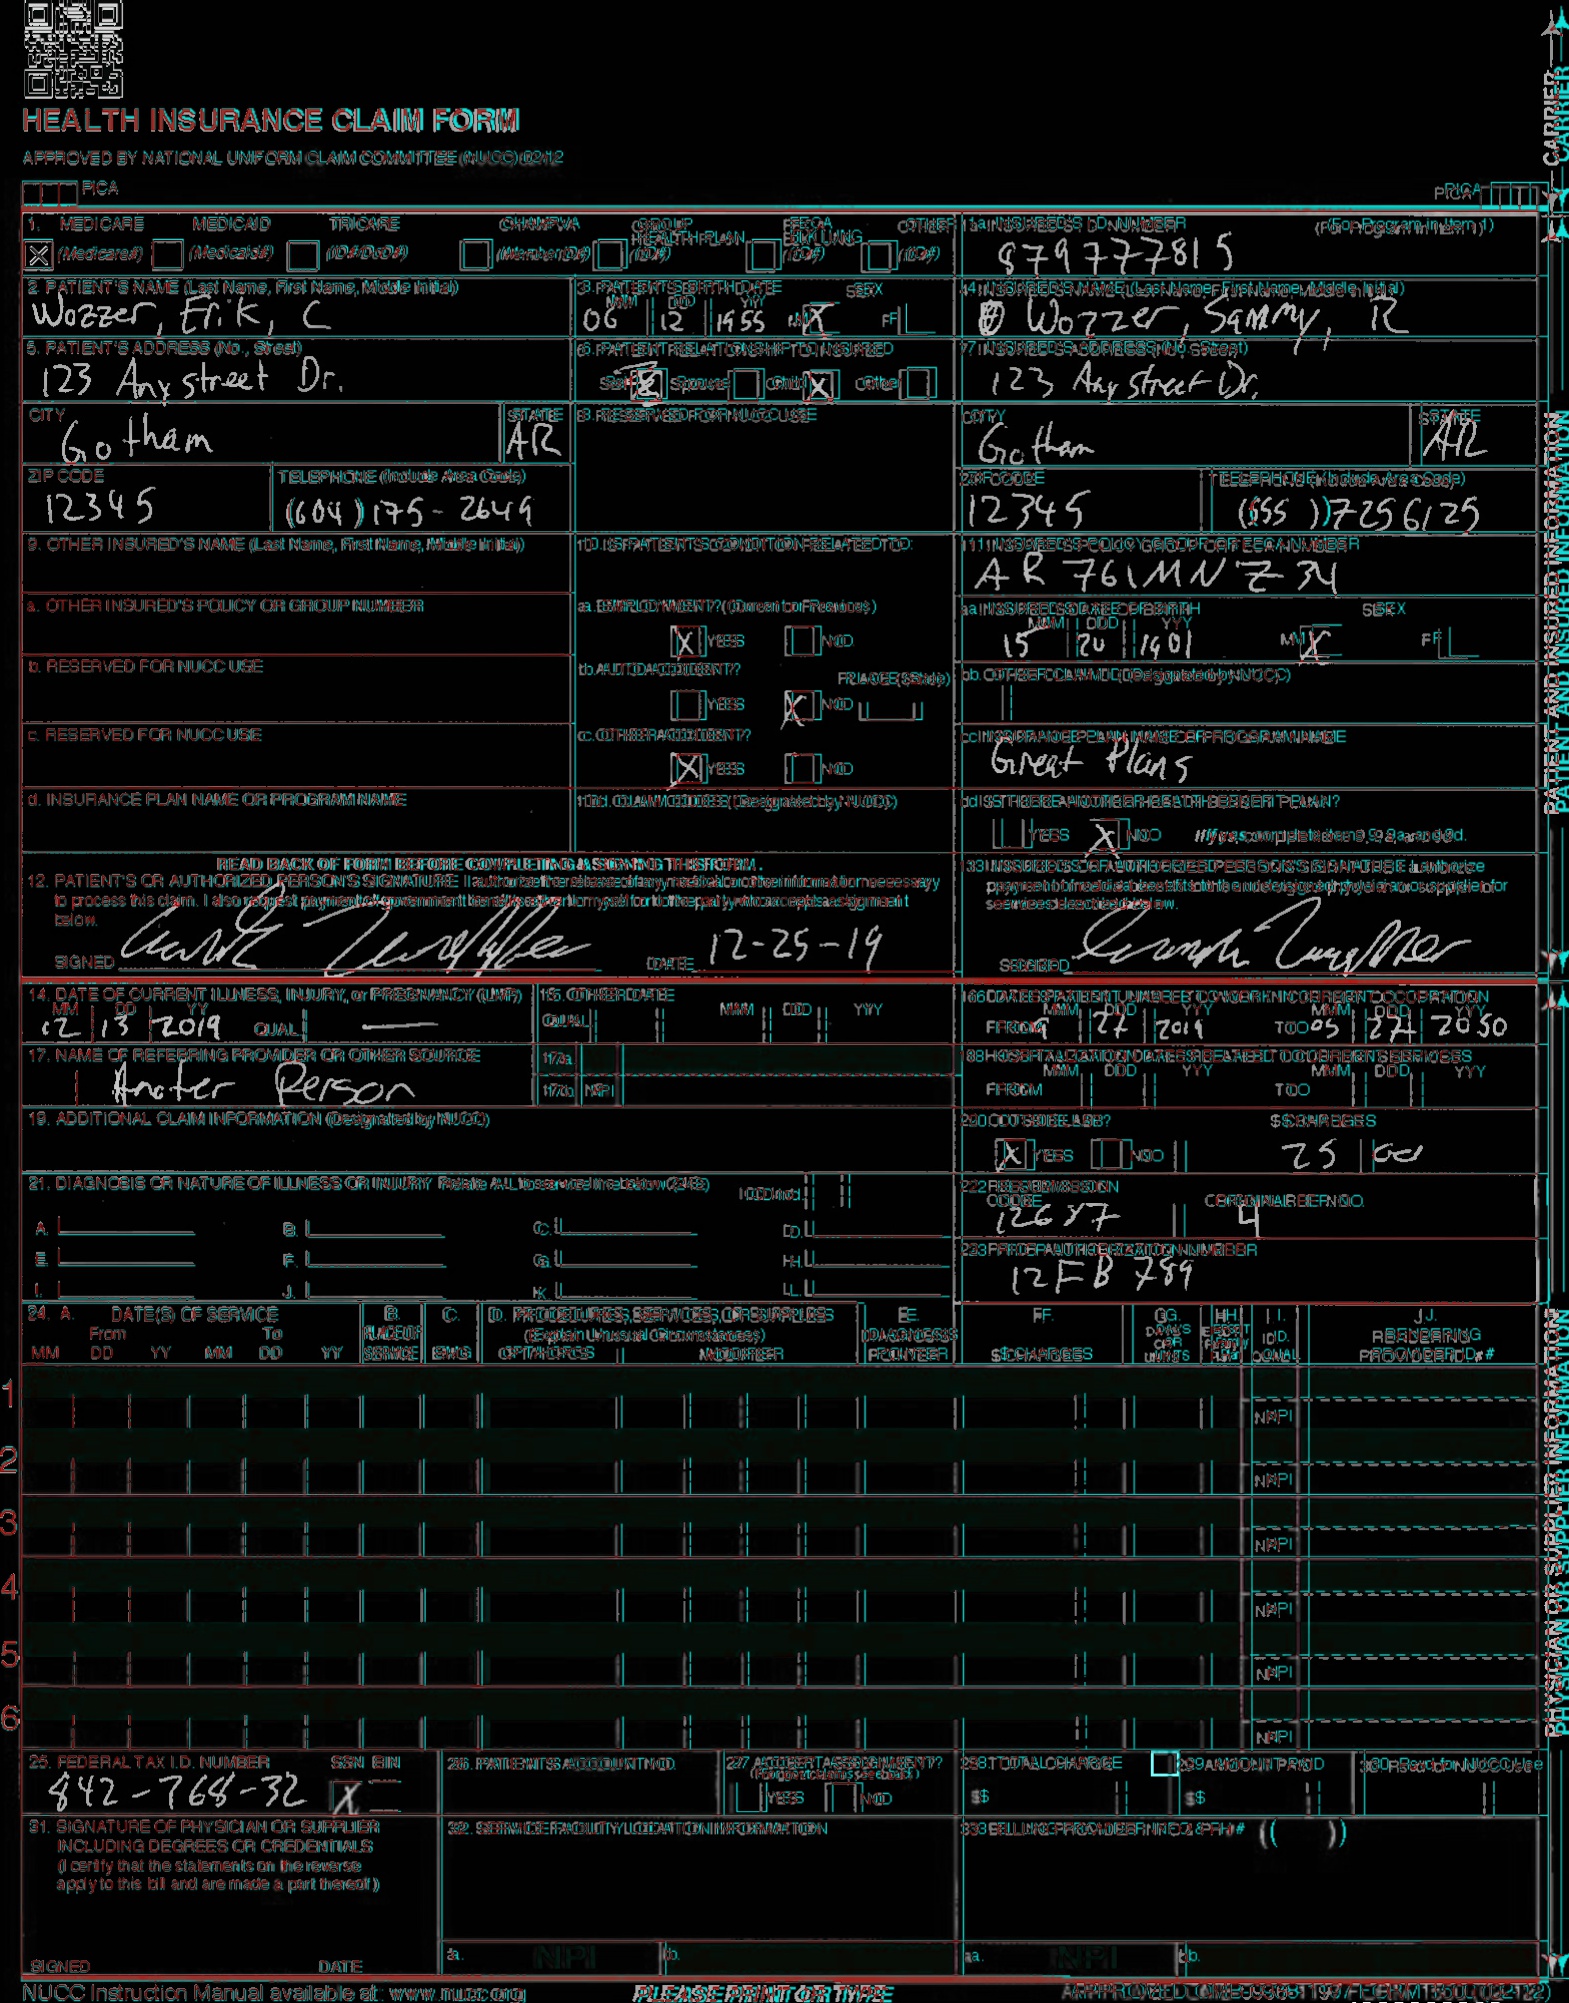 HEALTH INSURANCE CLAIM FORM
APPROVED BY NATIONAL UNIFORM CLAIM COMMITTEE (NUCC) 02/12
PICA PICA
CARRIER
1. MEDICARE MEDICAID TRICARE CHAMPVA GROUP HEALTH PLAN FECA BLK LUNG OTHER
X (Medicare#) (Medicaid#) (ID#/DoD#) (Member ID#) (ID#) (ID#) (ID#)
1a. INSURED'S I.D. NUMBER (For Program in Item 1)
879777815
2. PATIENT'S NAME (Last Name, First Name, Middle Initial)
Wozzer, Erik, C
3. PATIENT'S BIRTH DATE SEX
MM DD YY
06 12 1955 M X F
4. INSURED'S NAME (Last Name, First Name, Middle Initial)
Wozzer, Sammy, R
5. PATIENT'S ADDRESS (No., Street)
123 Any street Dr.
6. PATIENT RELATIONSHIP TO INSURED
Self Spouse Child X Other
7. INSURED'S ADDRESS (No., Street)
123 Any street Dr.
CITY STATE
Gotham AR
8. RESERVED FOR NUCC USE
CITY STATE
Gotham AR
ZIP CODE TELEPHONE (Include Area Code)
12345 (604) 175-2649
ZIP CODE TELEPHONE (Include Area Code)
12345 (555) 7256125
9. OTHER INSURED'S NAME (Last Name, First Name, Middle Initial)
10. IS PATIENT'S CONDITION RELATED TO:
11. INSURED'S POLICY GROUP OR FECA NUMBER
AR 761MNZ34
a. OTHER INSURED'S POLICY OR GROUP NUMBER
a. EMPLOYMENT? (Current or Previous)
X YES NO
a. INSURED'S DATE OF BIRTH SEX
MM DD YY
15 20 1901 M X F
b. RESERVED FOR NUCC USE
b. AUTO ACCIDENT? PLACE (State)
YES X NO
b. OTHER CLAIM ID (Designated by NUCC)
c. RESERVED FOR NUCC USE
c. OTHER ACCIDENT?
X YES NO
c. INSURANCE PLAN NAME OR PROGRAM NAME
Great Plans
d. INSURANCE PLAN NAME OR PROGRAM NAME
10d. CLAIM CODES (Designated by NUCC)
d. IS THERE ANOTHER HEALTH BENEFIT PLAN?
YES X NO If yes, complete items 9, 9a, and 9d.
READ BACK OF FORM BEFORE COMPLETING & SIGNING THIS FORM.
12. PATIENT'S OR AUTHORIZED PERSON'S SIGNATURE I authorize the release of any medical or other information necessary
to process this claim. I also request payment of government benefits either to myself or to the party who accepts assignment
below.
SIGNED DATE 12-25-19
13. INSURED'S OR AUTHORIZED PERSON'S SIGNATURE I authorize
payment of medical benefits to the undersigned physician or supplier for
services described below.
SIGNED
PATIENT AND INSURED INFORMATION
14. DATE OF CURRENT ILLNESS, INJURY, or PREGNANCY (LMP)
MM DD YY
12 13 2019 QUAL.
15. OTHER DATE
QUAL. MM DD YY
16. DATES PATIENT UNABLE TO WORK IN CURRENT OCCUPATION
MM DD YY MM DD YY
FROM 9 27 2019 TO 05 27 2050
17. NAME OF REFERRING PROVIDER OR OTHER SOURCE
Anoter Person
17a.
17b. NPI
18. HOSPITALIZATION DATES RELATED TO CURRENT SERVICES
MM DD YY MM DD YY
FROM TO
19. ADDITIONAL CLAIM INFORMATION (Designated by NUCC)
20. OUTSIDE LAB? $ CHARGES
X YES NO 25
21. DIAGNOSIS OR NATURE OF ILLNESS OR INJURY Relate A-L to service line below (24E) ICD Ind.
A. B. C. D.
E. F. G. H.
I. J. K. L.
22. RESUBMISSION CODE ORIGINAL REF. NO.
12687 4
23. PRIOR AUTHORIZATION NUMBER
12FB789
24. A. DATE(S) OF SERVICE B. C. D. PROCEDURES, SERVICES, OR SUPPLIES E. F. G. H. I. J.
From To PLACE OF (Explain Unusual Circumstances) DIAGNOSIS DAYS OR EPSDT ID. RENDERING
MM DD YY MM DD YY SERVICE EMG CPT/HCPCS MODIFIER POINTER $ CHARGES UNITS Family Plan QUAL. PROVIDER ID. #
1 NPI
2 NPI
3 NPI
4 NPI
5 NPI
6 NPI
PHYSICIAN OR SUPPLIER INFORMATION
25. FEDERAL TAX I.D. NUMBER SSN EIN
842-768-32 X
26. PATIENT'S ACCOUNT NO.
27. ACCEPT ASSIGNMENT?
(For govt. claims, see back)
YES NO
28. TOTAL CHARGE
$
29. AMOUNT PAID
$
30. Rsvd for NUCC Use
31. SIGNATURE OF PHYSICIAN OR SUPPLIER
INCLUDING DEGREES OR CREDENTIALS
(I certify that the statements on the reverse
apply to this bill and are made a part thereof.)
SIGNED DATE
32. SERVICE FACILITY LOCATION INFORMATION
a. NPI b.
33. BILLING PROVIDER INFO & PH # ( )
a. NPI b.
NUCC Instruction Manual available at: www.nucc.org
PLEASE PRINT OR TYPE